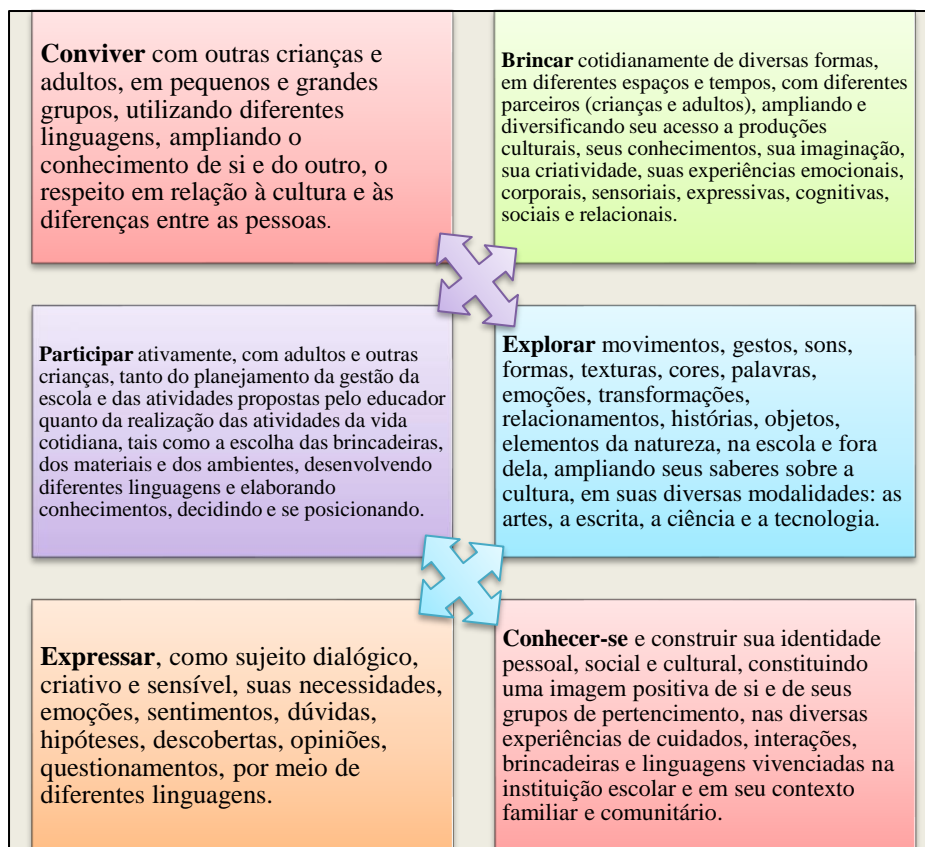 Conviver com outras crianças e
adultos, em pequenos e grandes
grupos, utilizando diferentes
linguagens, ampliando o
conhecimento de si e do outro, o
respeito em relação à cultura e às
diferenças entre as pessoas.
Brincar cotidianamente de diversas formas,
em diferentes espaços e tempos, com diferentes
parceiros (crianças e adultos), ampliando e
diversificando seu acesso a produções
culturais, seus conhecimentos, sua imaginação,
sua criatividade, suas experiências emocionais,
corporais, sensoriais, expressivas, cognitivas,
sociais e relacionais.
Participar ativamente, com adultos e outras
crianças, tanto do planejamento da gestão da
escola e das atividades propostas pelo educador
quanto da realização das atividades da vida
cotidiana, tais como a escolha das brincadeiras,
dos materiais e dos ambientes, desenvolvendo
diferentes linguagens e elaborando
conhecimentos, decidindo e se posicionando.
Explorar movimentos, gestos, sons,
formas, texturas, cores, palavras,
emoções, transformações,
relacionamentos, histórias, objetos,
elementos da natureza, na escola e fora
dela, ampliando seus saberes sobre a
cultura, em suas diversas modalidades: as
artes, a escrita, a ciência e a tecnologia.
Expressar, como sujeito dialógico,
criativo e sensível, suas necessidades,
emoções, sentimentos, dúvidas,
hipóteses, descobertas, opiniões,
questionamentos, por meio de
diferentes linguagens.
Conhecer-se e construir sua identidade
pessoal, social e cultural, constituindo
uma imagem positiva de si e de seus
grupos de pertencimento, nas diversas
experiências de cuidados, interações,
brincadeiras e linguagens vivenciadas na
instituição escolar e em seu contexto
familiar e comunitário.